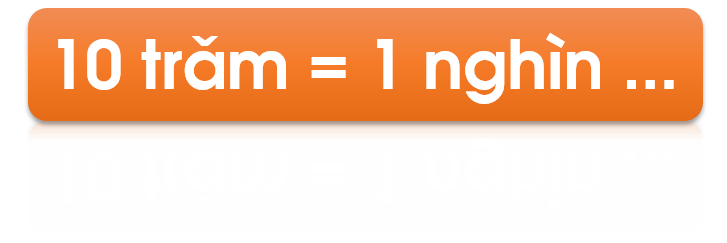 10 trăm = 1 nghìn ...